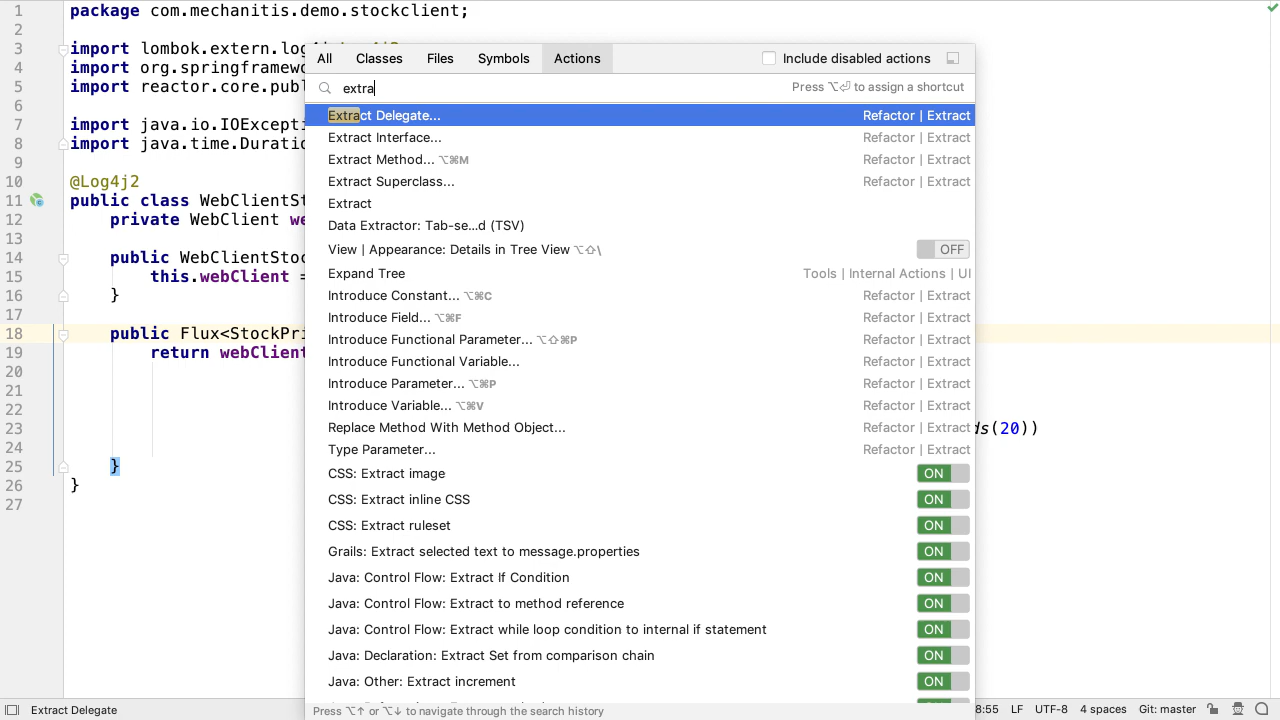 1 package com.mechanitis.demo.stockclient;
2
3 import lombok.extern.log4j.Log4j2;
4 import org.springframewo
5 import reactor.core.publ
6
7 import java.io.IOExcepti
8 import java.time.Duratio
9
10 @Log4j2
11 public class WebClientSt
12 private WebClient we
13
14 public WebClientStoc
15 this.webClient =
16 }
17
18 public Flux<StockPri
19 return webClient
20
21
22
23 ds(20))
24
25 }
26 }
27
All Classes Files Symbols Actions Include disabled actions
extra Press ⌥⏎ to assign a shortcut
Extract Delegate... Refactor | Extract
Extract Interface... Refactor | Extract
Extract Method... ⌥⌘M Refactor | Extract
Extract Superclass... Refactor | Extract
Extract
Data Extractor: Tab-se...d (TSV)
View | Appearance: Details in Tree View ⌥⇧\ OFF
Expand Tree Tools | Internal Actions | UI
Introduce Constant... ⌥⌘C Refactor | Extract
Introduce Field... ⌥⌘F Refactor | Extract
Introduce Functional Parameter... ⌥⇧⌘P Refactor | Extract
Introduce Functional Variable... Refactor | Extract
Introduce Parameter... ⌥⌘P Refactor | Extract
Introduce Variable... ⌥⌘V Refactor | Extract
Replace Method With Method Object... Refactor | Extract
Type Parameter... Refactor | Extract
CSS: Extract image ON
CSS: Extract inline CSS ON
CSS: Extract ruleset ON
Grails: Extract selected text to message.properties ON
Java: Control Flow: Extract If Condition ON
Java: Control Flow: Extract to method reference ON
Java: Control Flow: Extract while loop condition to internal if statement ON
Java: Declaration: Extract Set from comparison chain ON
Java: Other: Extract increment ON
Press ⌥↑ or ⌥↓ to navigate through the search history
Extract Delegate 8:55 LF UTF-8 4 spaces Git: master